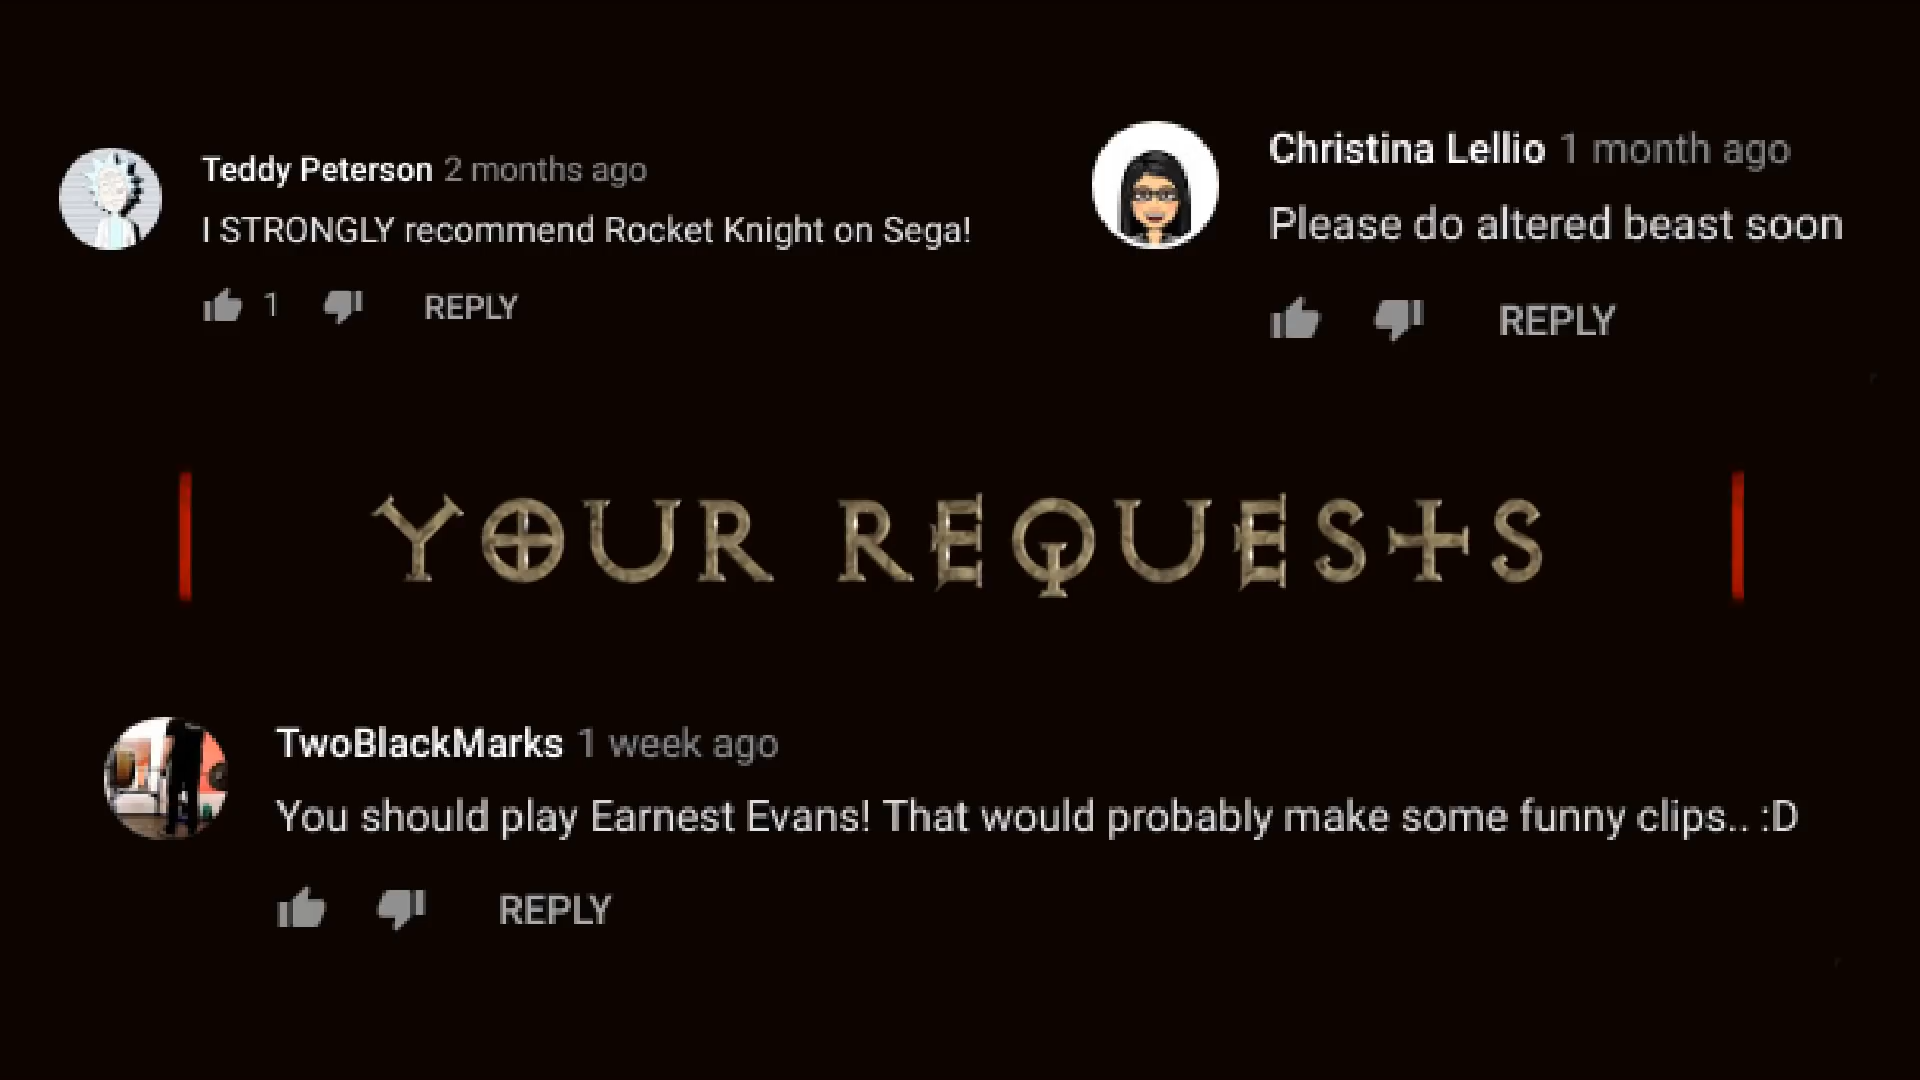 Teddy Peterson 2 months ago
I STRONGLY recommend Rocket Knight on Sega!
1 REPLY
Christina Lellio 1 month ago
Please do altered beast soon
REPLY
YOUR REQUESTS
TwoBlackMarks 1 week ago
You should play Earnest Evans! That would probably make some funny clips.. :D
REPLY